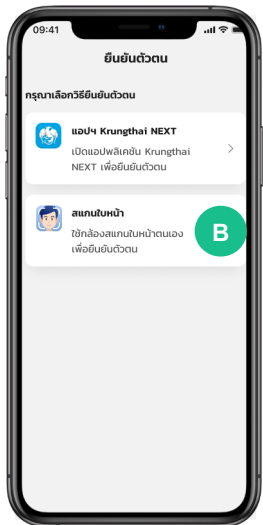 09:41
ยืนยันตัวตน
กรุณาเลือกวิธียืนยันตัวตน
แอปฯ Krungthai NEXT
เปิดแอปพลิเคชัน Krungthai
NEXT เพื่อยืนยันตัวตน
สแกนใบหน้า
ใช้กล้องสแกนใบหน้าตนเอง
เพื่อยืนยันตัวตน
B